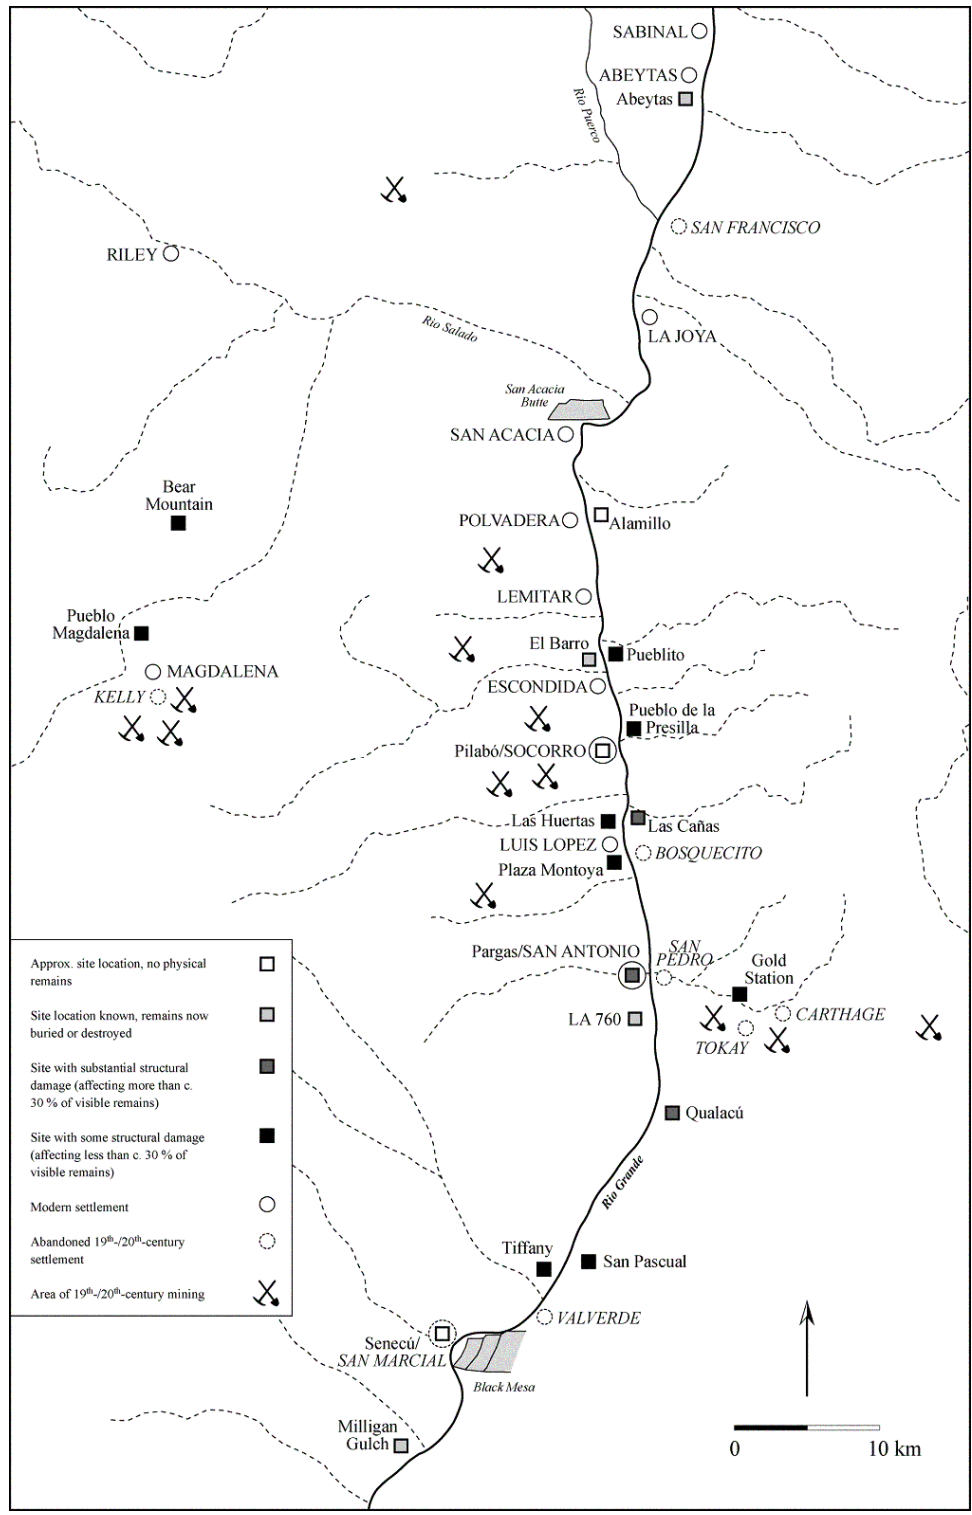 SABINAL
ABEYTAS
Abeytas
Rio Puerco
SAN FRANCISCO
RILEY
LA JOYA
Rio Salado
San Acacia
Butte
SAN ACACIA
Bear
Mountain
POLVADERA
Alamillo
LEMITAR
Pueblo
Magdalena
El Barro
Pueblito
MAGDALENA
ESCONDIDA
KELLY
Pueblo de la
Presilla
Pilabó/SOCORRO
Las Huertas
Las Cañas
LUIS LOPEZ
BOSQUECITO
Plaza Montoya
Pargas/SAN ANTONIO
SAN
PEDRO
Gold
Station
LA 760
CARTHAGE
TOKAY
Qualacú
Rio Grande
Tiffany
San Pascual
VALVERDE
Senecú/
SAN MARCIAL
Black Mesa
Milligan
Gulch
Approx. site location, no physical
remains
Site location known, remains now
buried or destroyed
Site with substantial structural
damage (affecting more than c.
30 % of visible remains)
Site with some structural damage
(affecting less than c. 30 % of
visible remains)
Modern settlement
Abandoned 19th-/20th-century
settlement
Area of 19th-/20th-century mining
0 10 km